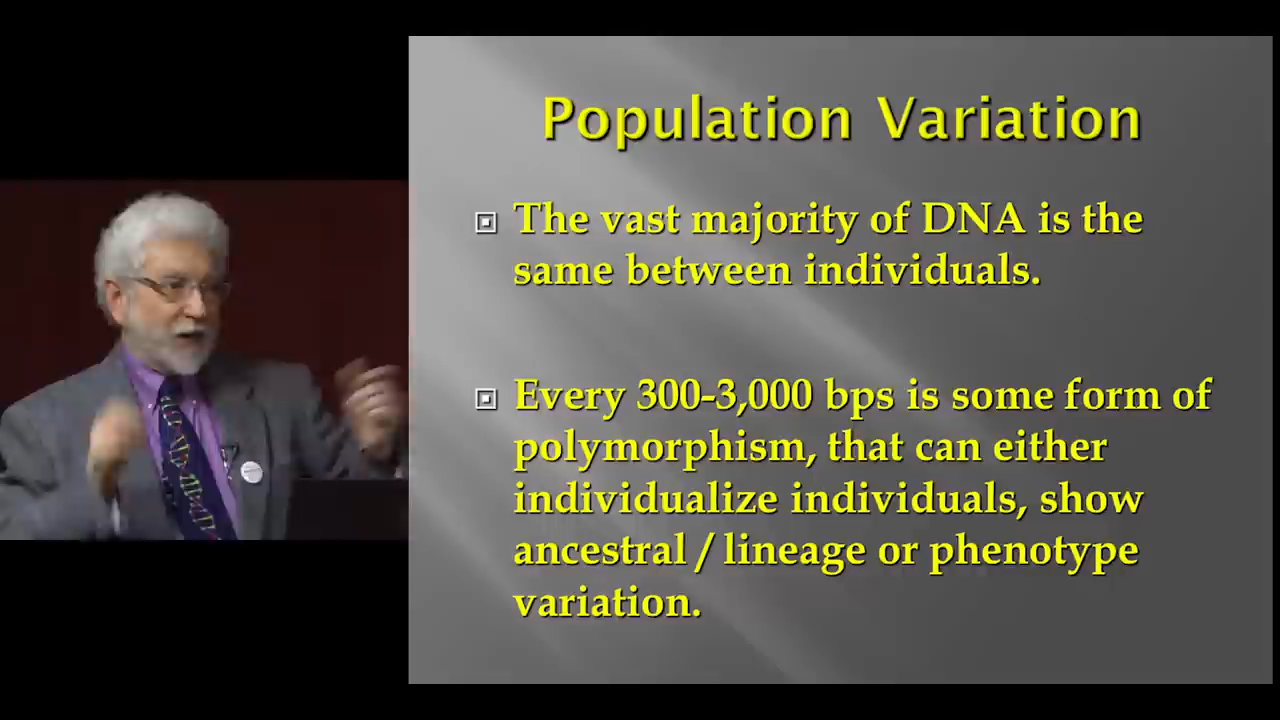 Population Variation
The vast majority of DNA is the
same between individuals.
Every 300-3,000 bps is some form of
polymorphism, that can either
individualize individuals, show
ancestral / lineage or phenotype
variation.